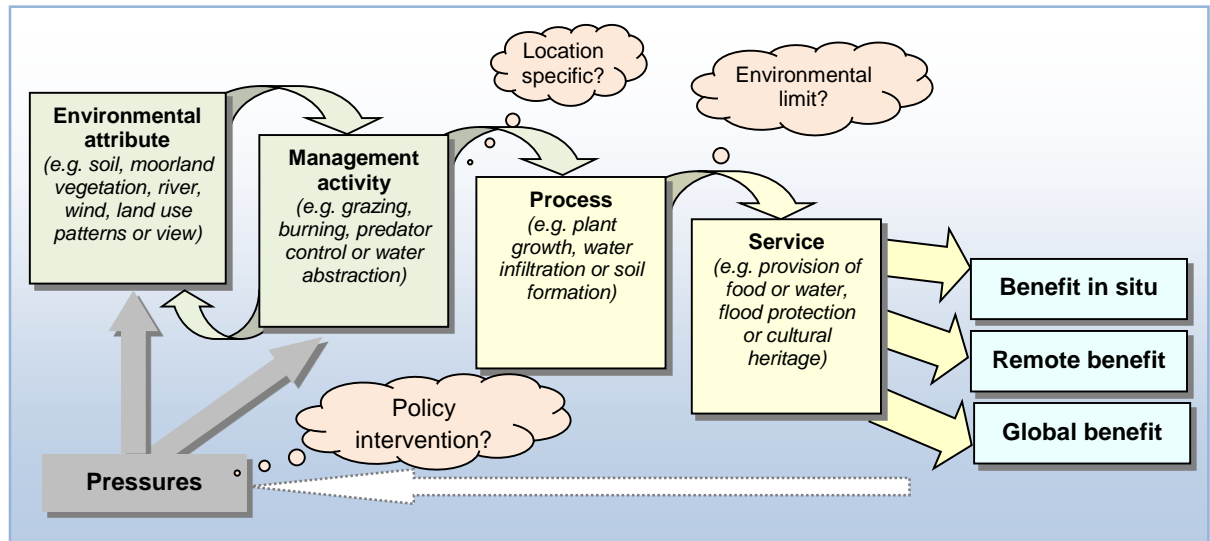 Location
specific?
Environmental
limit?
Environmental
attribute
(e.g. soil, moorland
vegetation, river,
wind, land use
patterns or view)
Management
activity
(e.g. grazing,
burning, predator
control or water
abstraction)
Process
(e.g. plant
growth, water
infiltration or soil
formation)
Service
(e.g. provision of
food or water,
flood protection
or cultural
heritage)
Benefit in situ
Remote benefit
Global benefit
Policy
intervention?
Pressures